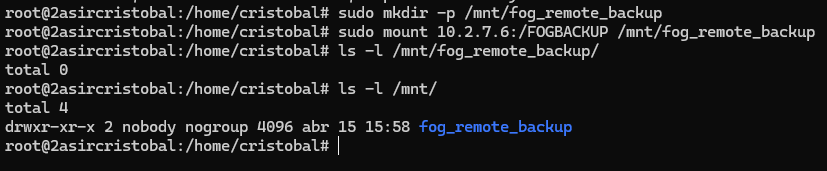 root@2asircristobal:/home/cristobal# sudo mkdir -p /mnt/fog_remote_backup
root@2asircristobal:/home/cristobal# sudo mount 10.2.7.6:/FOGBACKUP /mnt/fog_remote_backup
root@2asircristobal:/home/cristobal# ls -l /mnt/fog_remote_backup/
total 0
root@2asircristobal:/home/cristobal# ls -l /mnt/
total 4
drwxr-xr-x 2 nobody nogroup 4096 abr 15 15:58 fog_remote_backup
root@2asircristobal:/home/cristobal#